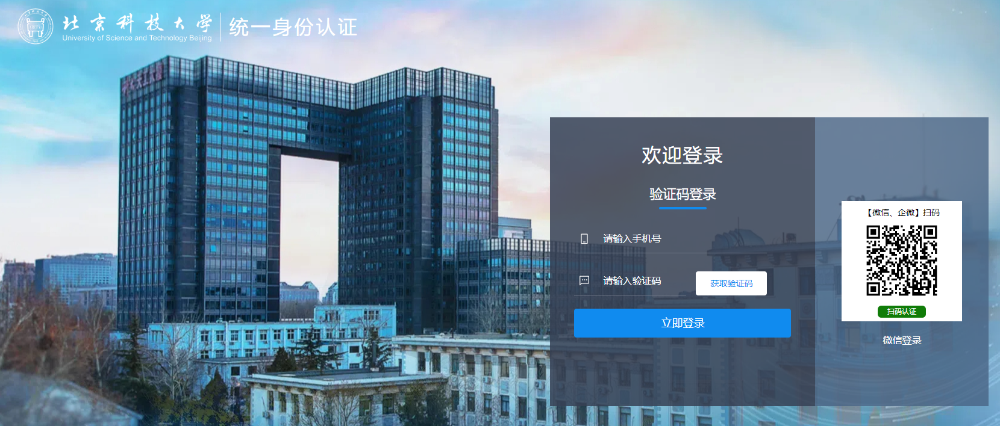 北京科技大学
University of Science and Technology Beijing
统一身份认证
欢迎登录
验证码登录
请输入手机号
请输入验证码
获取验证码
立即登录
【微信、企微】扫码
扫码认证
微信登录